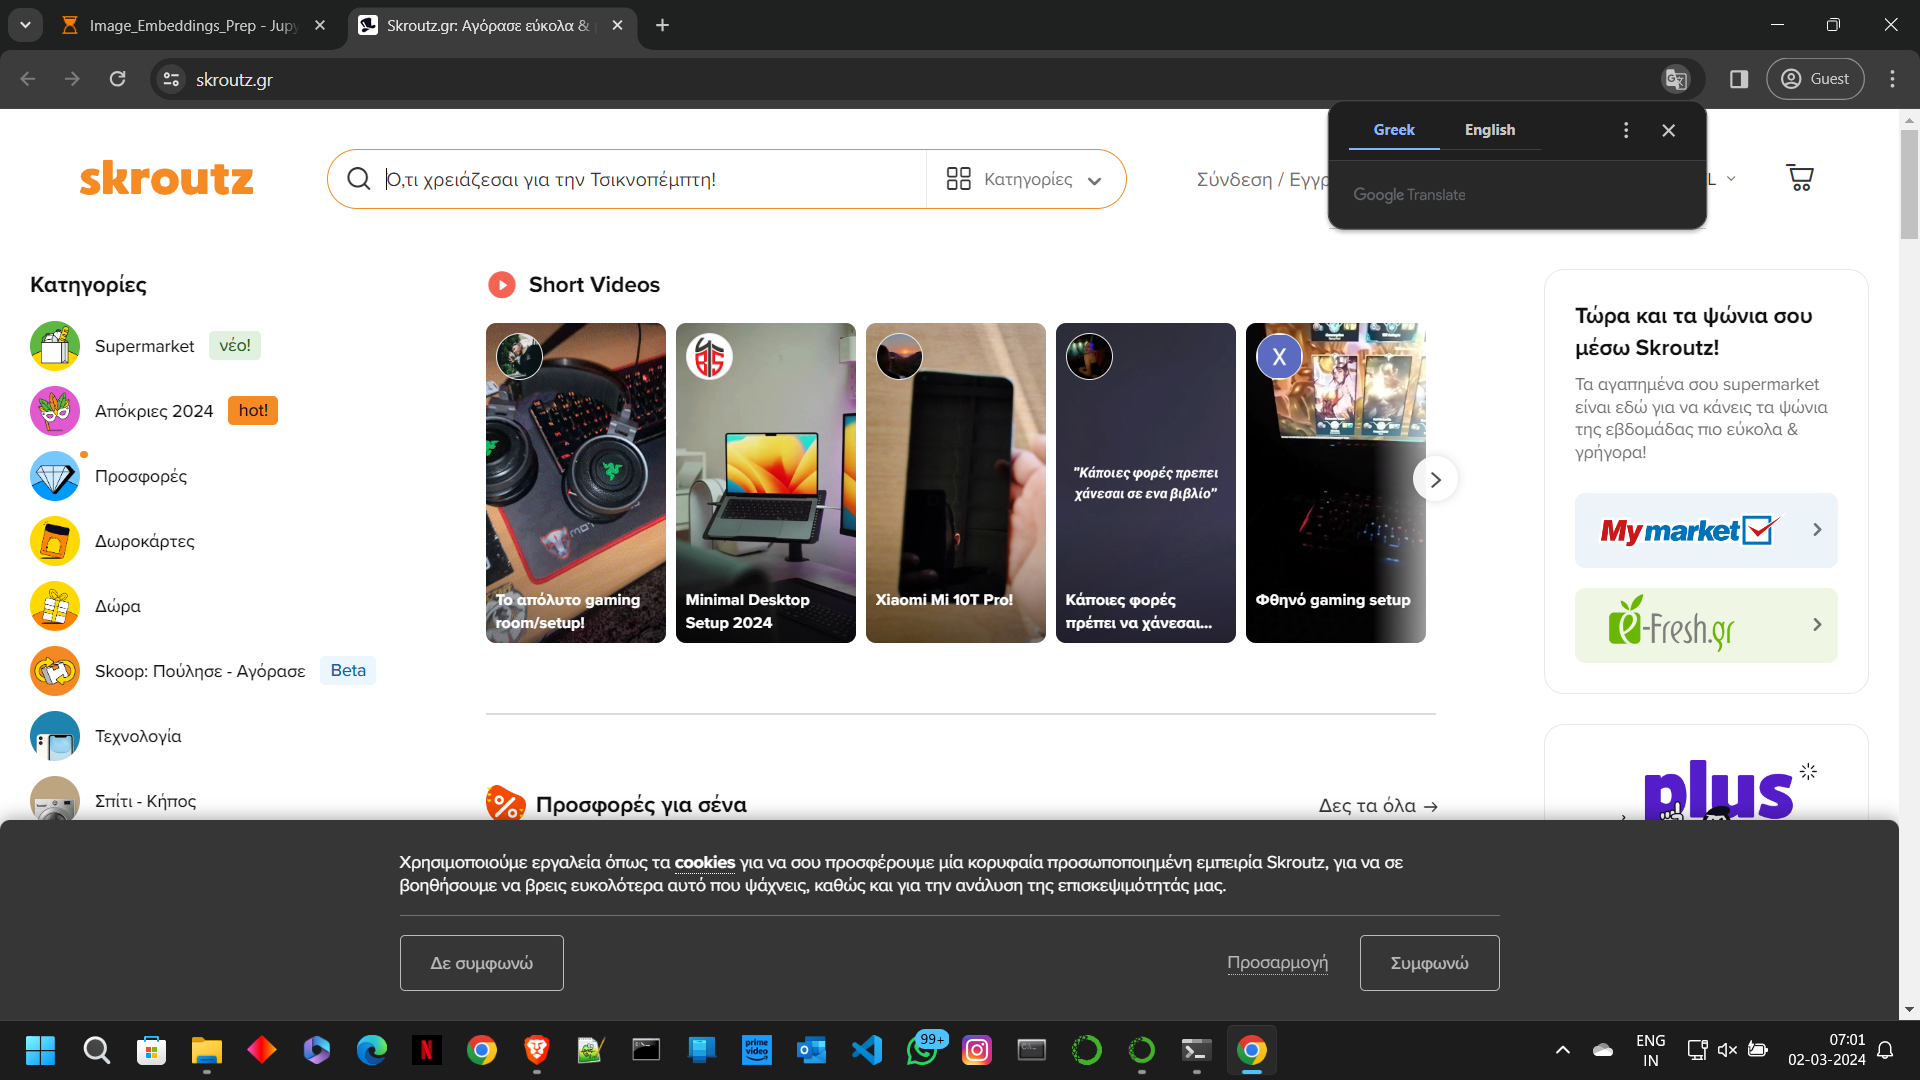 Image_Embeddings_Prep - Jupy
Skroutz.gr: Αγόρασε εύκολα &
skroutz.gr
Guest
Greek
English
Google Translate
skroutz
Ό,τι χρειάζεσαι για την Τσικνοπέμπτη!
Κατηγορίες
Σύνδεση / Εγγρ
L
Κατηγορίες
Supermarket
νέο!
Απόκριες 2024
hot!
Προσφορές
Δωροκάρτες
Δώρα
Skoop: Πούλησε - Αγόρασε
Beta
Τεχνολογία
Σπίτι - Κήπος
Short Videos
Το απόλυτο gaming
room/setup!
Minimal Desktop
Setup 2024
Xiaomi Mi 10T Pro!
"Κάποιες φορές πρεπει
χάνεσαι σε ενα βιβλίο"
Κάποιες φορές
πρέπει να χάνεσαι...
X
Φθηνό gaming setup
Προσφορές για σένα
Δες τα όλα →
Τώρα και τα ψώνια σου
μέσω Skroutz!
Τα αγαπημένα σου supermarket
είναι εδώ για να κάνεις τα ψώνια
της εβδομάδας πιο εύκολα &
γρήγορα!
My market
e-Fresh.gr
plus
Χρησιμοποιούμε εργαλεία όπως τα cookies για να σου προσφέρουμε μία κορυφαία προσωποποιημένη εμπειρία Skroutz, για να σε
βοηθήσουμε να βρεις ευκολότερα αυτό που ψάχνεις, καθώς και για την ανάλυση της επισκεψιμότητάς μας.
Δε συμφωνώ
Προσαρμογή
Συμφωνώ
prime
video
99+
ENG
IN
07:01
02-03-2024